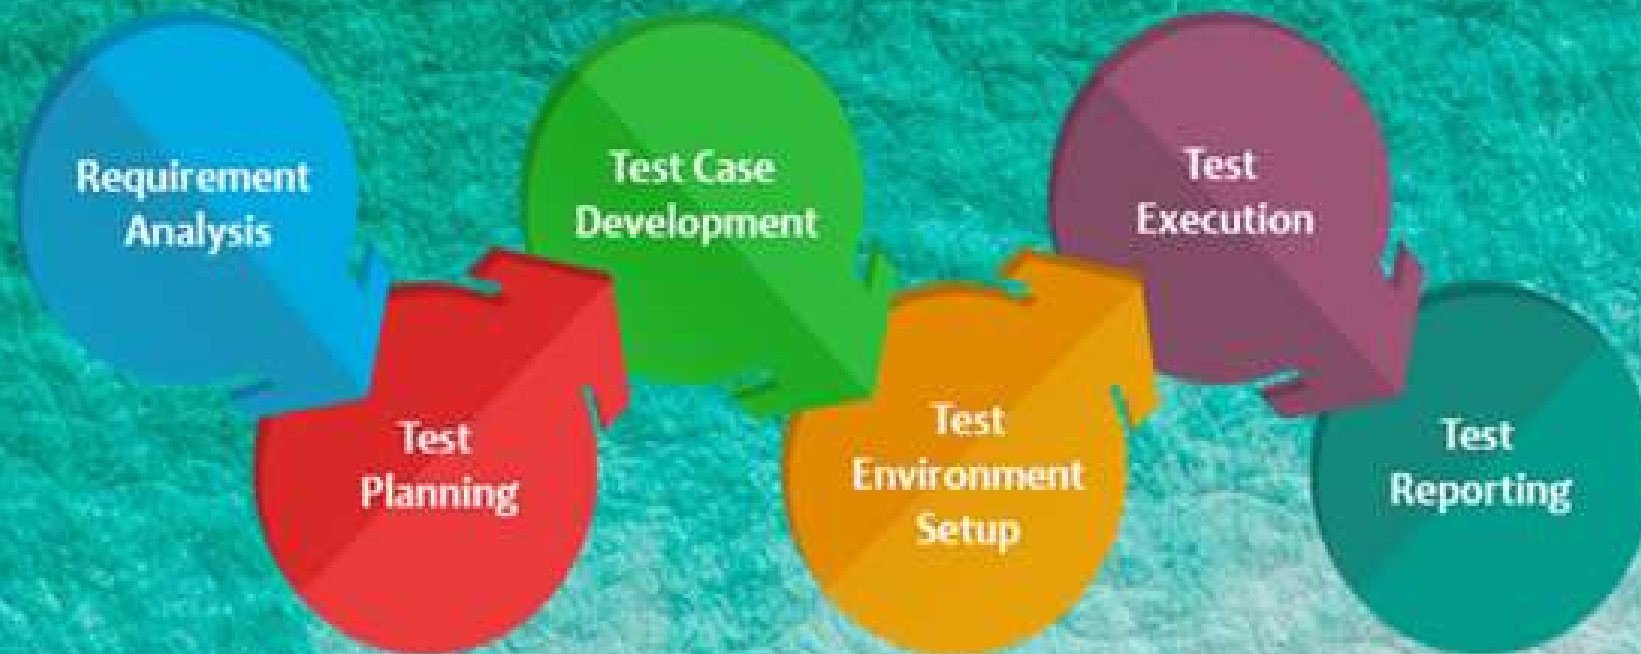 Requirement
Analysis
Test
Planning
Test Case
Development
Test
Environment
Setup
Test
Execution
Test
Reporting